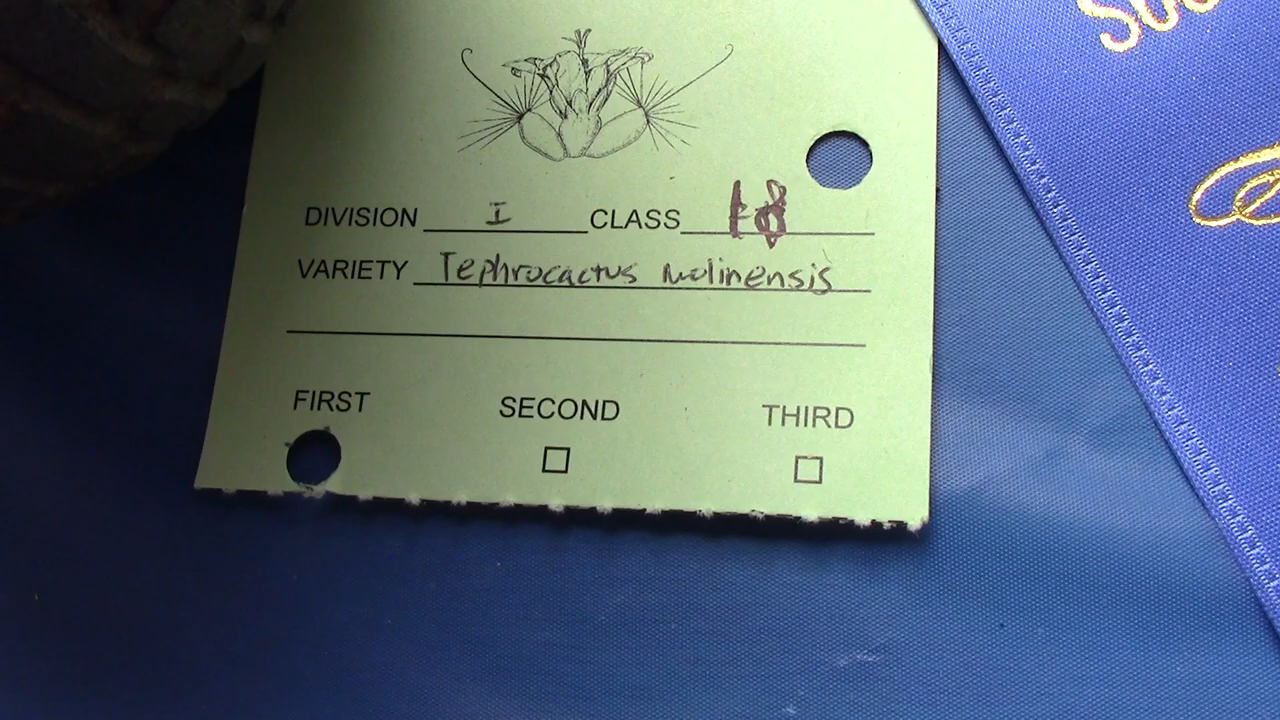 DIVISION I CLASS 18
VARIETY Tephrocactus molinensis
FIRST SECOND THIRD